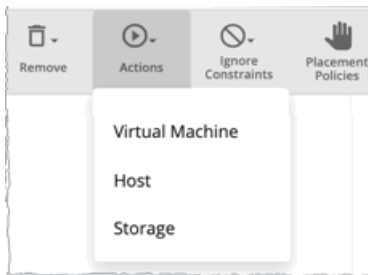 Remove
Actions
Ignore
Constraints
Placement
Policies
Virtual Machine
Host
Storage